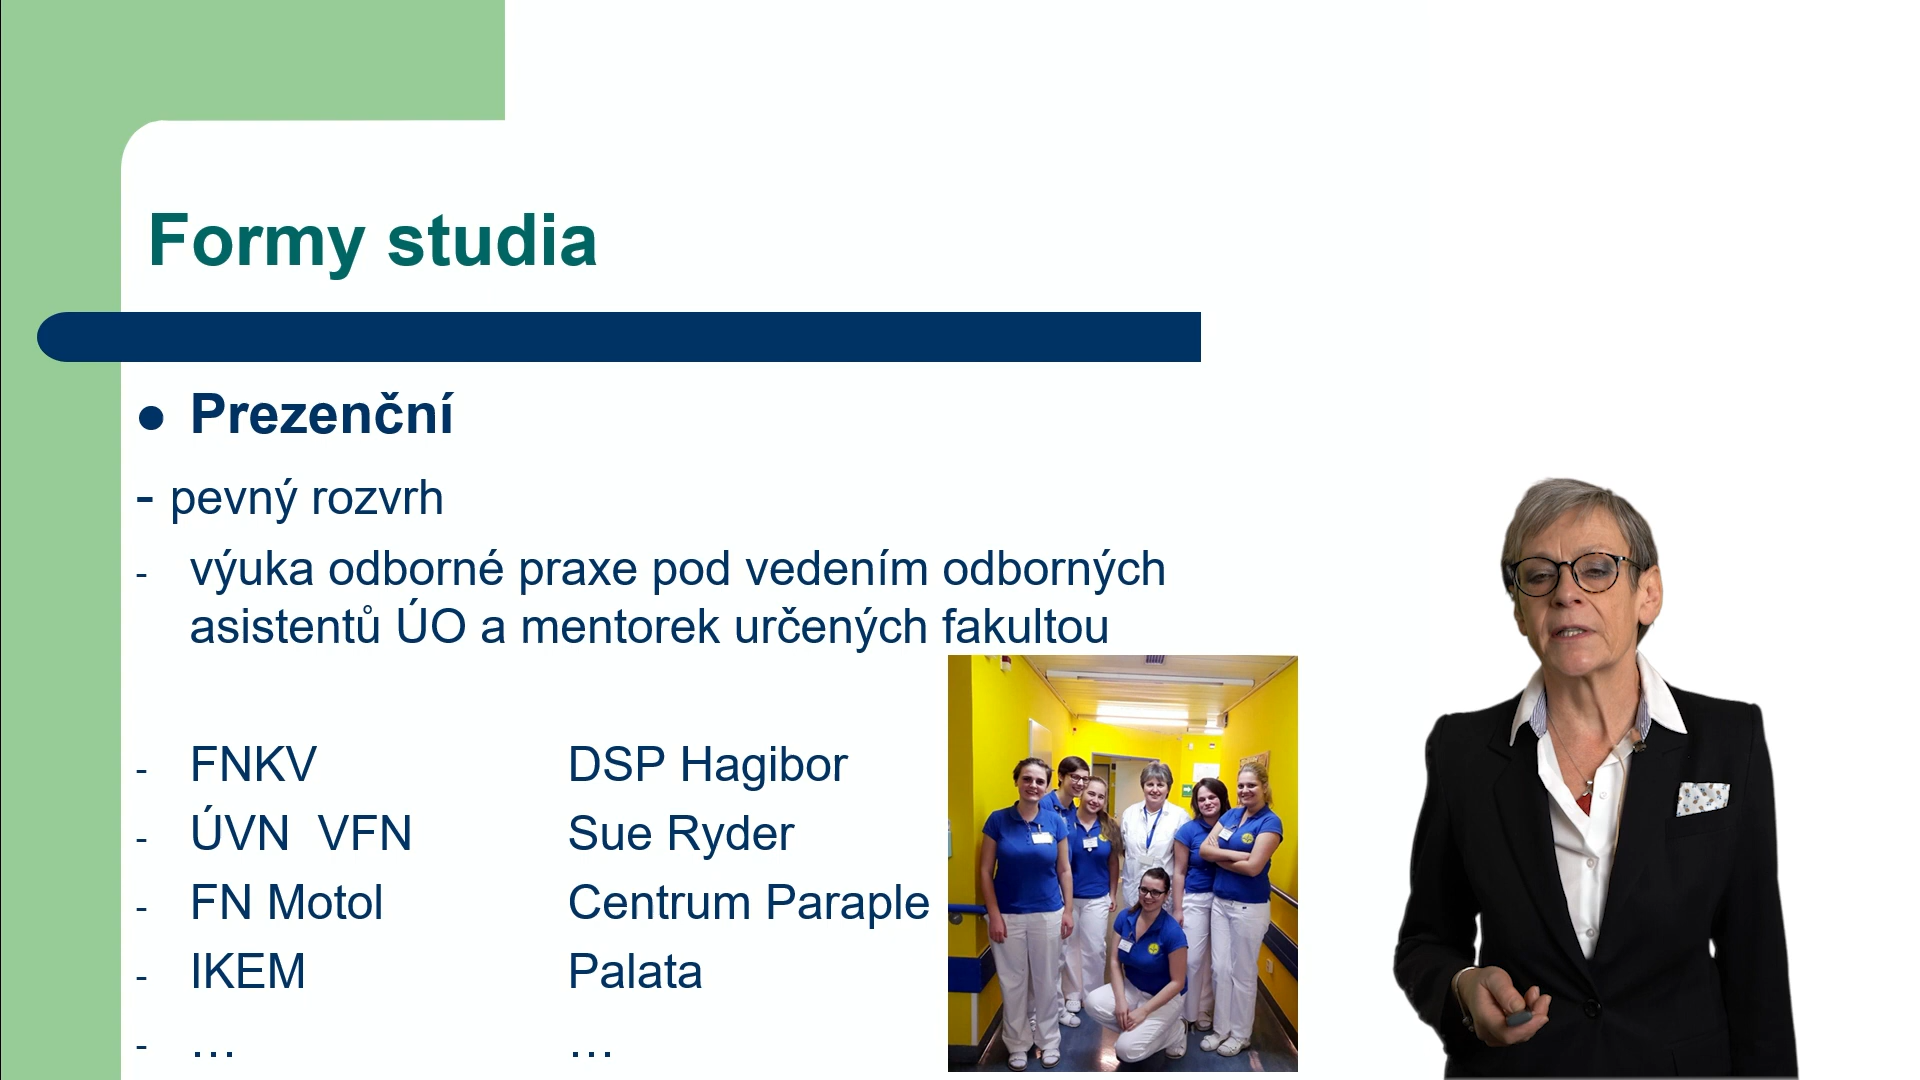 Formy studia
● Prezenční
- pevný rozvrh
- výuka odborné praxe pod vedením odborných
asistentů ÚO a mentorek určených fakultou
- FNKV DSP Hagibor
- ÚVN VFN Sue Ryder
- FN Motol Centrum Paraple
- IKEM Palata
- … …